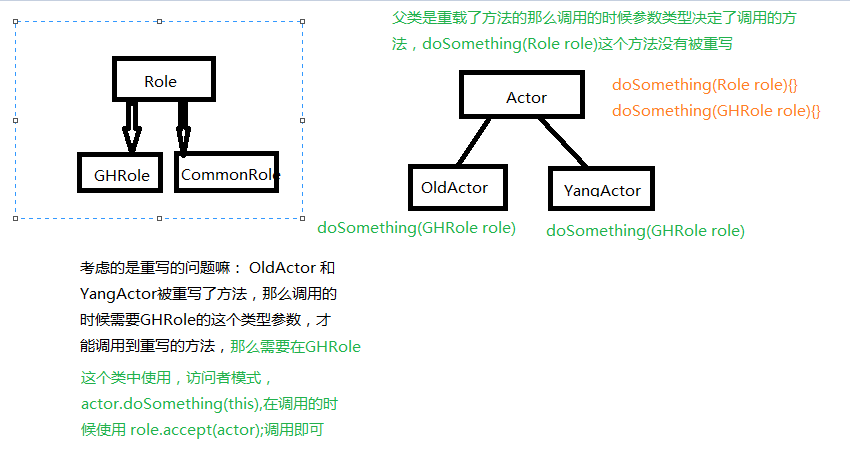 父类是重载了方法的那么调用的时候参数类型决定了调用的方
法，doSomething(Role role)这个方法没有被重写
Role
GHRole
CommonRole
Actor
doSomething(Role role){}
doSomething(GHRole role){}
OldActor
YangActor
doSomething(GHRole role)
doSomething(GHRole role)
考虑的是重写的问题嘛： OldActor 和
YangActor被重写了方法，那么调用的
时候需要GHRole的这个类型参数，才
能调用到重写的方法，那么需要在GHRole
这个类中使用，访问者模式，
actor.doSomething(this),在调用的时
候使用 role.accept(actor);调用即可